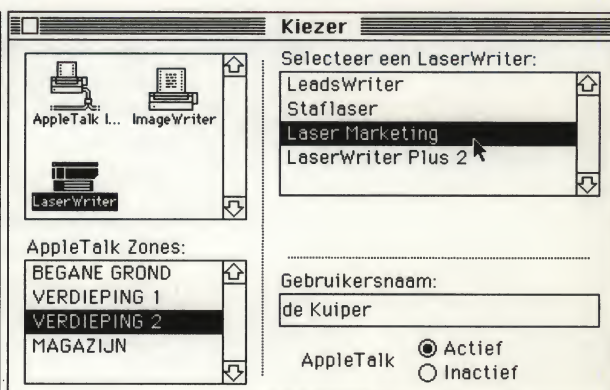 Kiezer
AppleTalk I... ImageWriter
LaserWriter
Selecteer een LaserWriter:
LeadsWriter
Staflaser
Laser Marketing
LaserWriter Plus 2
AppleTalk Zones:
BEGANE GROND
VERDIEPING 1
VERDIEPING 2
MAGAZIJN
Gebruikersnaam:
de Kuiper
AppleTalk
Actief
Inactief